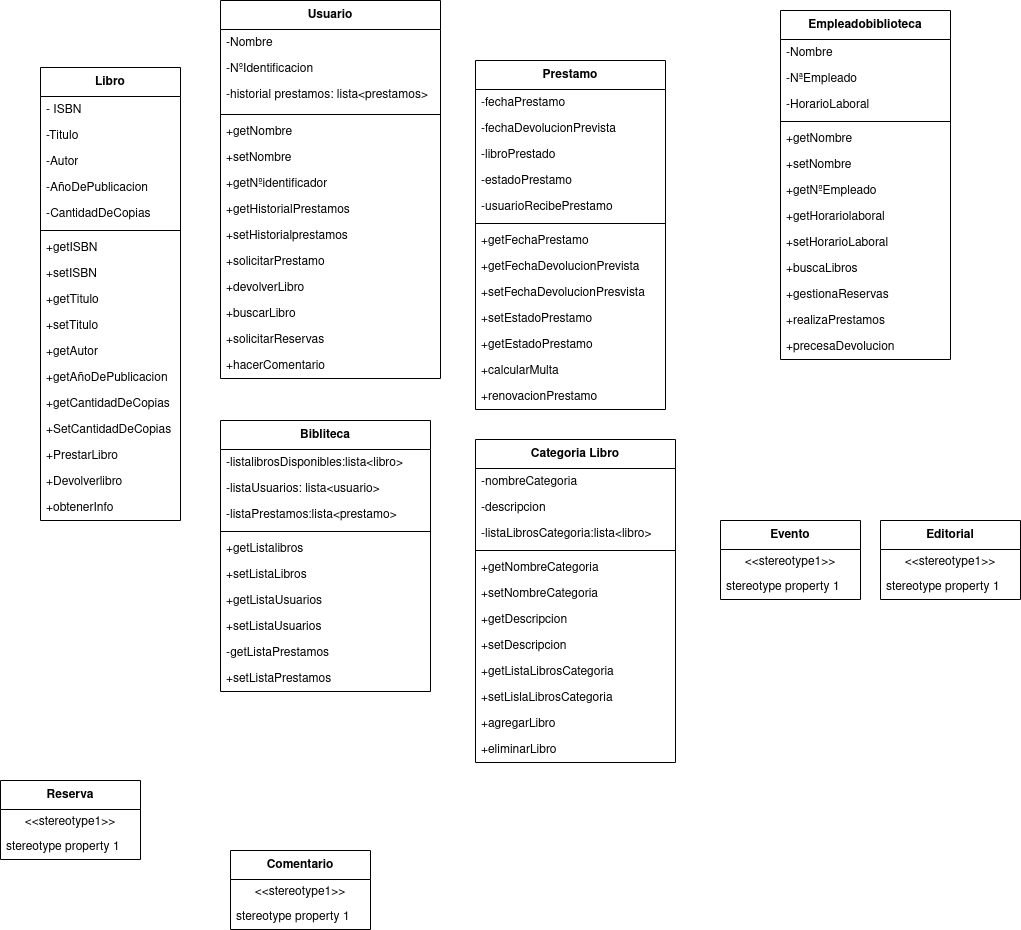 Libro
- ISBN
-Titulo
-Autor
-AñoDePublicacion
-CantidadDeCopias
+getISBN
+setISBN
+getTitulo
+setTitulo
+getAutor
+getAñoDePublicacion
+getCantidadDeCopias
+SetCantidadDeCopias
+PrestarLibro
+Devolverlibro
+obtenerInfo
Usuario
-Nombre
-NºIdentificacion
-historial prestamos: lista<prestamos>
+getNombre
+setNombre
+getNºidentificador
+getHistorialPrestamos
+setHistorialprestamos
+solicitarPrestamo
+devolverLibro
+buscarLibro
+solicitarReservas
+hacerComentario
Prestamo
-fechaPrestamo
-fechaDevolucionPrevista
-libroPrestado
-estadoPrestamo
-usuarioRecibePrestamo
+getFechaPrestamo
+getFechaDevolucionPrevista
+setFechaDevolucionPresvista
+setEstadoPrestamo
+getEstadoPrestamo
+calcularMulta
+renovacionPrestamo
Empleadobiblioteca
-Nombre
-NªEmpleado
-HorarioLaboral
+getNombre
+setNombre
+getNºEmpleado
+getHorariolaboral
+setHorarioLaboral
+buscaLibros
+gestionaReservas
+realizaPrestamos
+precesaDevolucion
Bibliteca
-listalibrosDisponibles:lista<libro>
-listaUsuarios: lista<usuario>
-listaPrestamos:lista<prestamo>
+getListalibros
+setListaLibros
+getListaUsuarios
+setListaUsuarios
-getListaPrestamos
+setListaPrestamos
Categoria Libro
-nombreCategoria
-descripcion
-listaLibrosCategoria:lista<libro>
+getNombreCategoria
+setNombreCategoria
+getDescripcion
+setDescripcion
+getListaLibrosCategoria
+setLislaLibrosCategoria
+agregarLibro
+eliminarLibro
Evento
<<stereotype1>>
stereotype property 1
Editorial
<<stereotype1>>
stereotype property 1
Reserva
<<stereotype1>>
stereotype property 1
Comentario
<<stereotype1>>
stereotype property 1